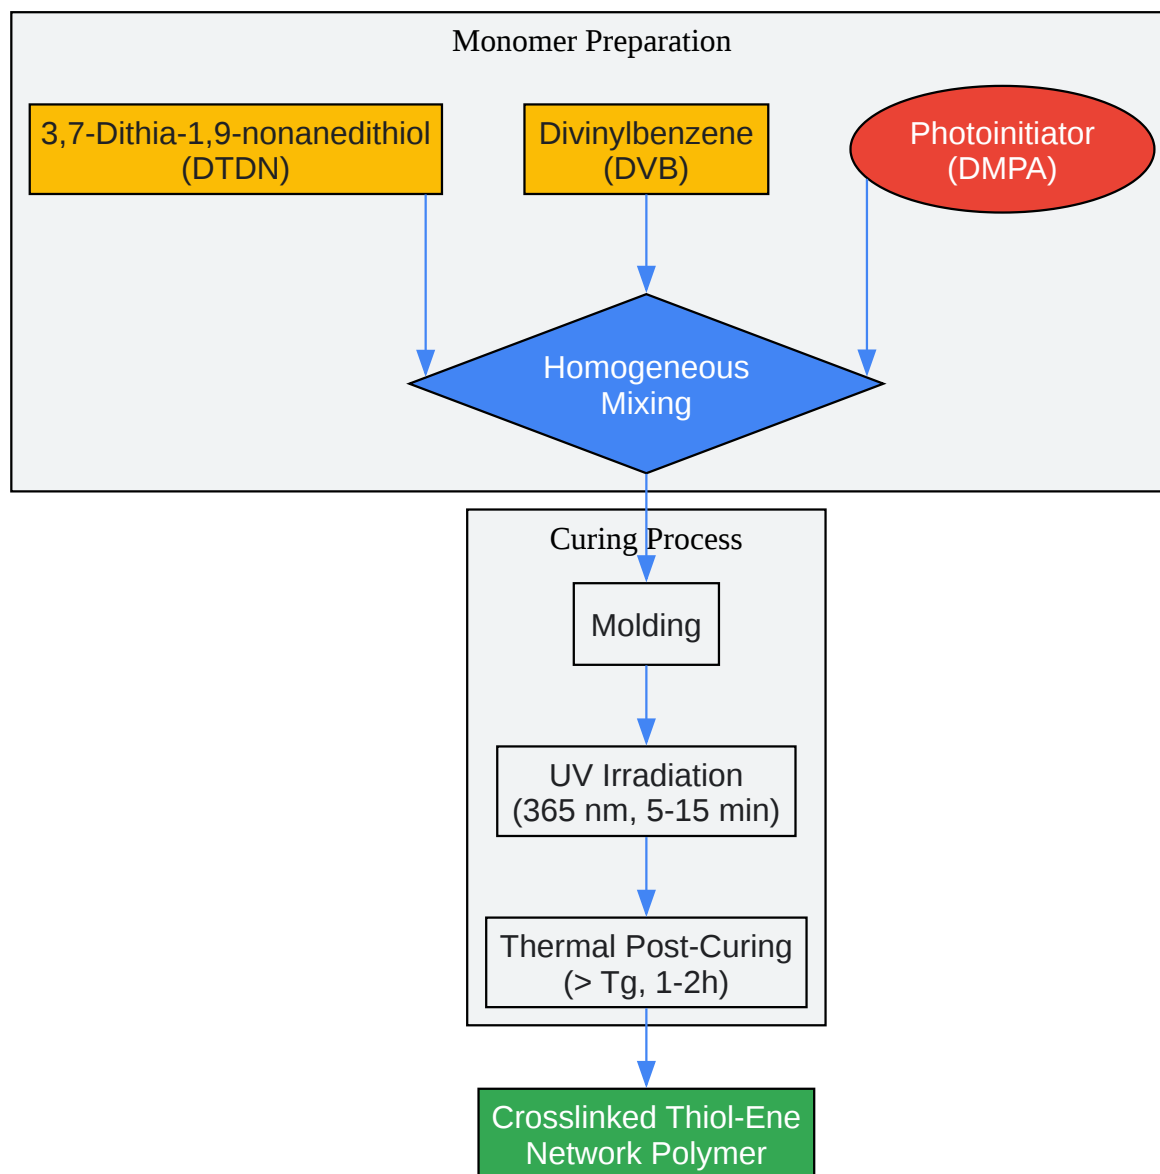 Monomer Preparation
3,7-Dithia-1,9-nonanedithiol
(DTDN)
Divinylbenzene
(DVB)
Photoinitiator
(DMPA)
Homogeneous
Mixing
Curing Process
Molding
UV Irradiation
(365 nm, 5-15 min)
Thermal Post-Curing
(> Tg, 1-2h)
Crosslinked Thiol-Ene
Network Polymer